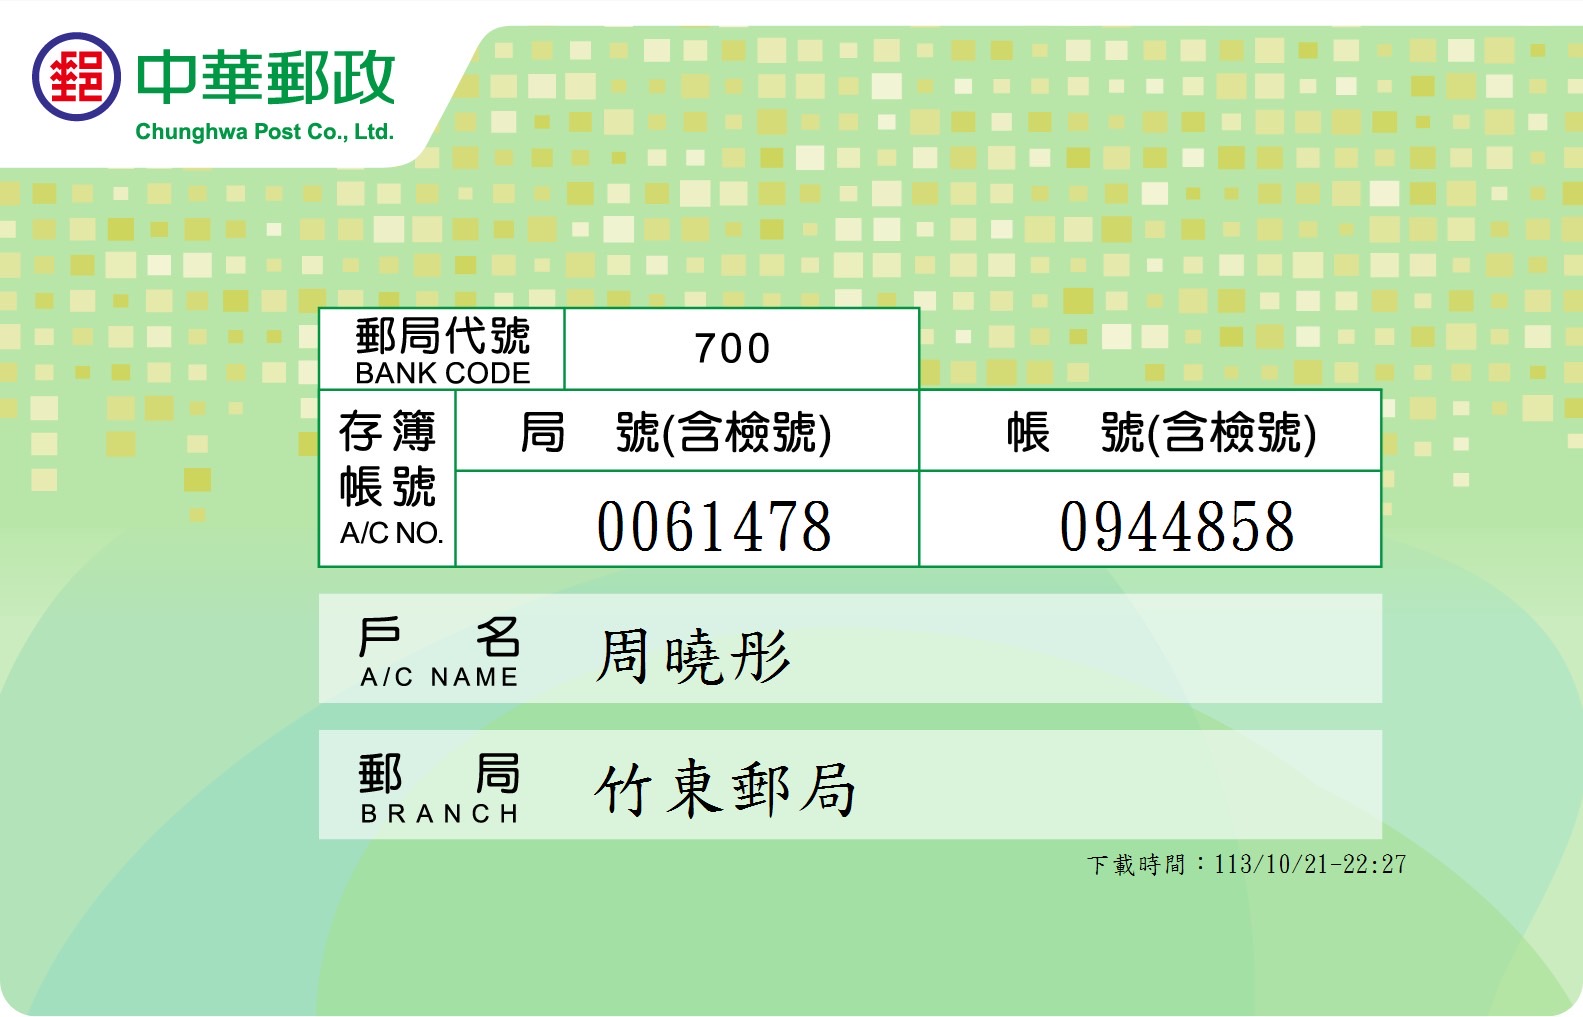 中華郵政
Chunghwa Post Co., Ltd.
郵局代號
BANK CODE
700
存簿
帳號
A/C NO.
局 號(含檢號)
帳 號(含檢號)
0061478
0944858
戶 名
A/C NAME
周曉彤
郵 局
BRANCH
竹東郵局
下載時間：113/10/21-22:27